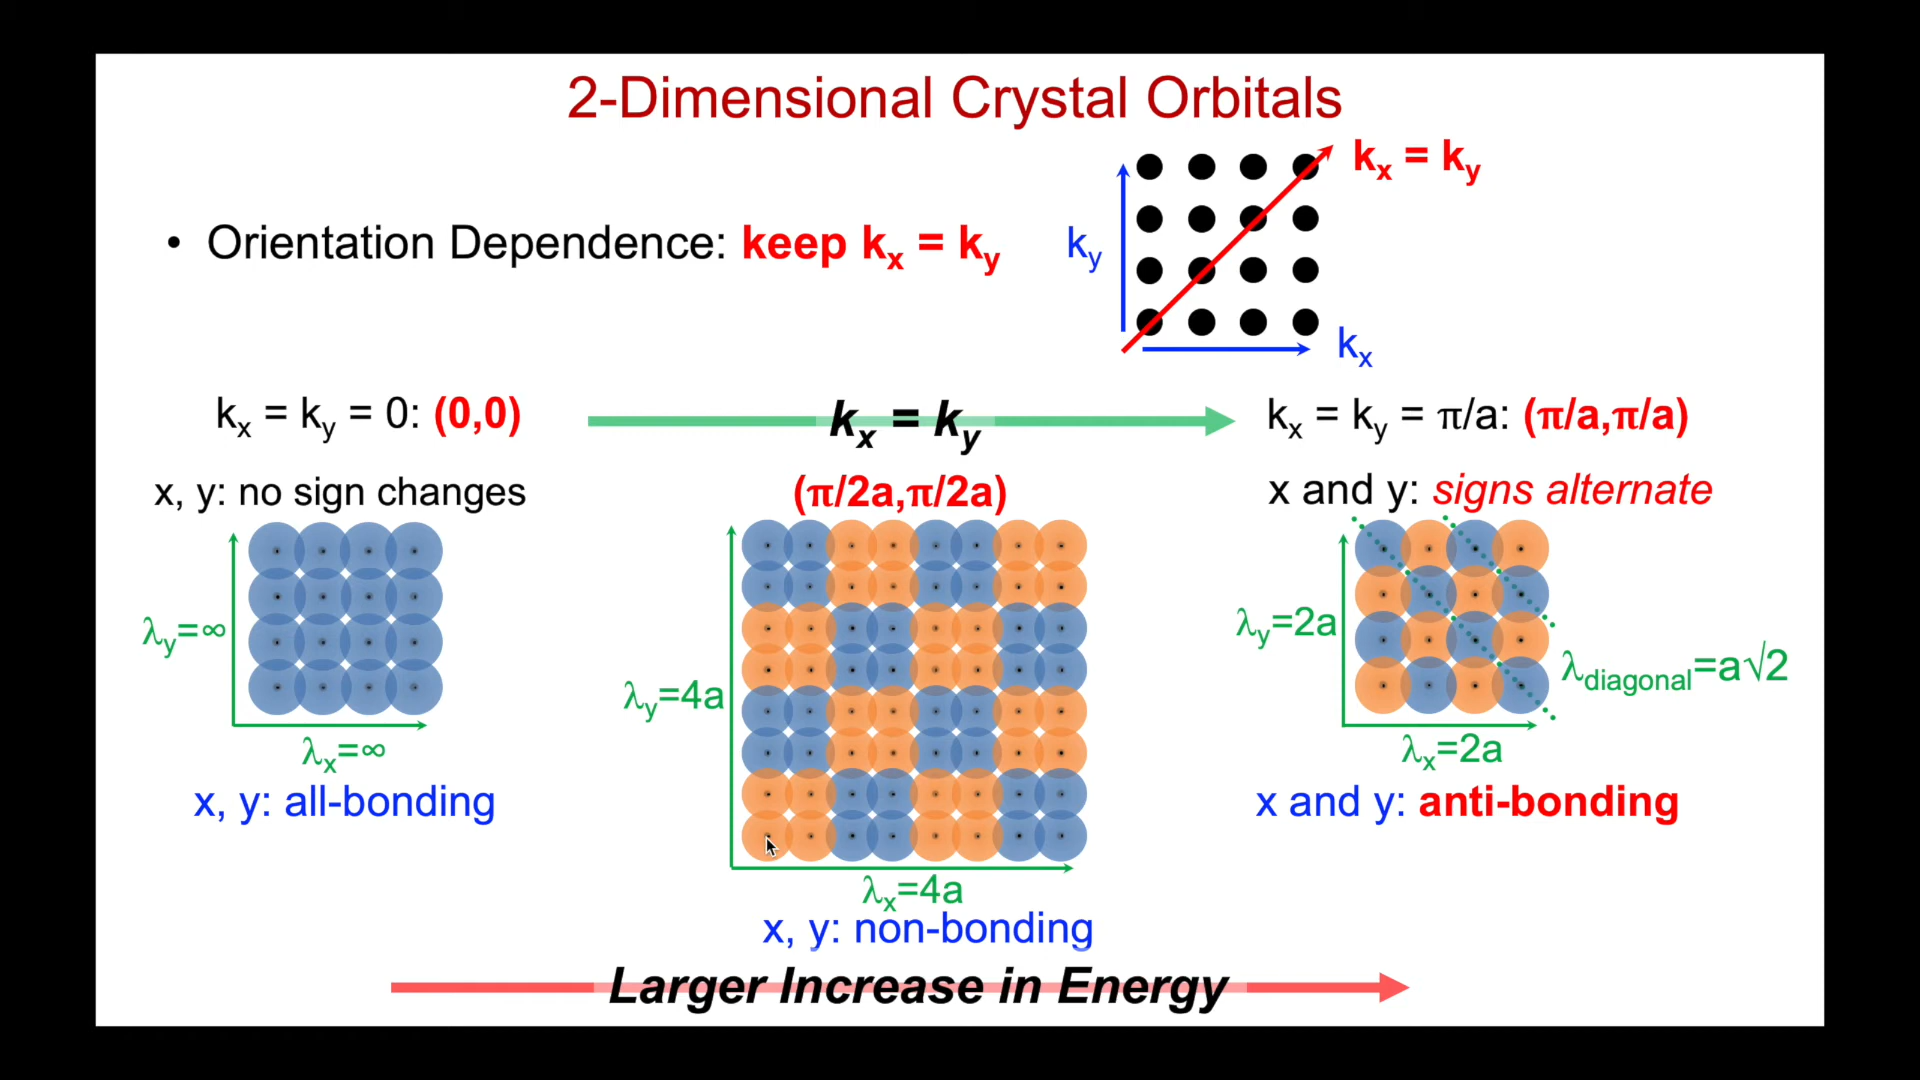 2-Dimensional Crystal Orbitals
kx = ky
• Orientation Dependence: keep kx = ky
ky
kx
kx = ky = 0: (0,0)
kx = ky
kx = ky = π/a: (π/a,π/a)
x, y: no sign changes
(π/2a,π/2a)
x and y: signs alternate
λy=∞
λx=∞
λy=4a
λx=4a
λy=2a
λdiagonal=a√2
λx=2a
x, y: all-bonding
x and y: anti-bonding
x, y: non-bonding
Larger Increase in Energy